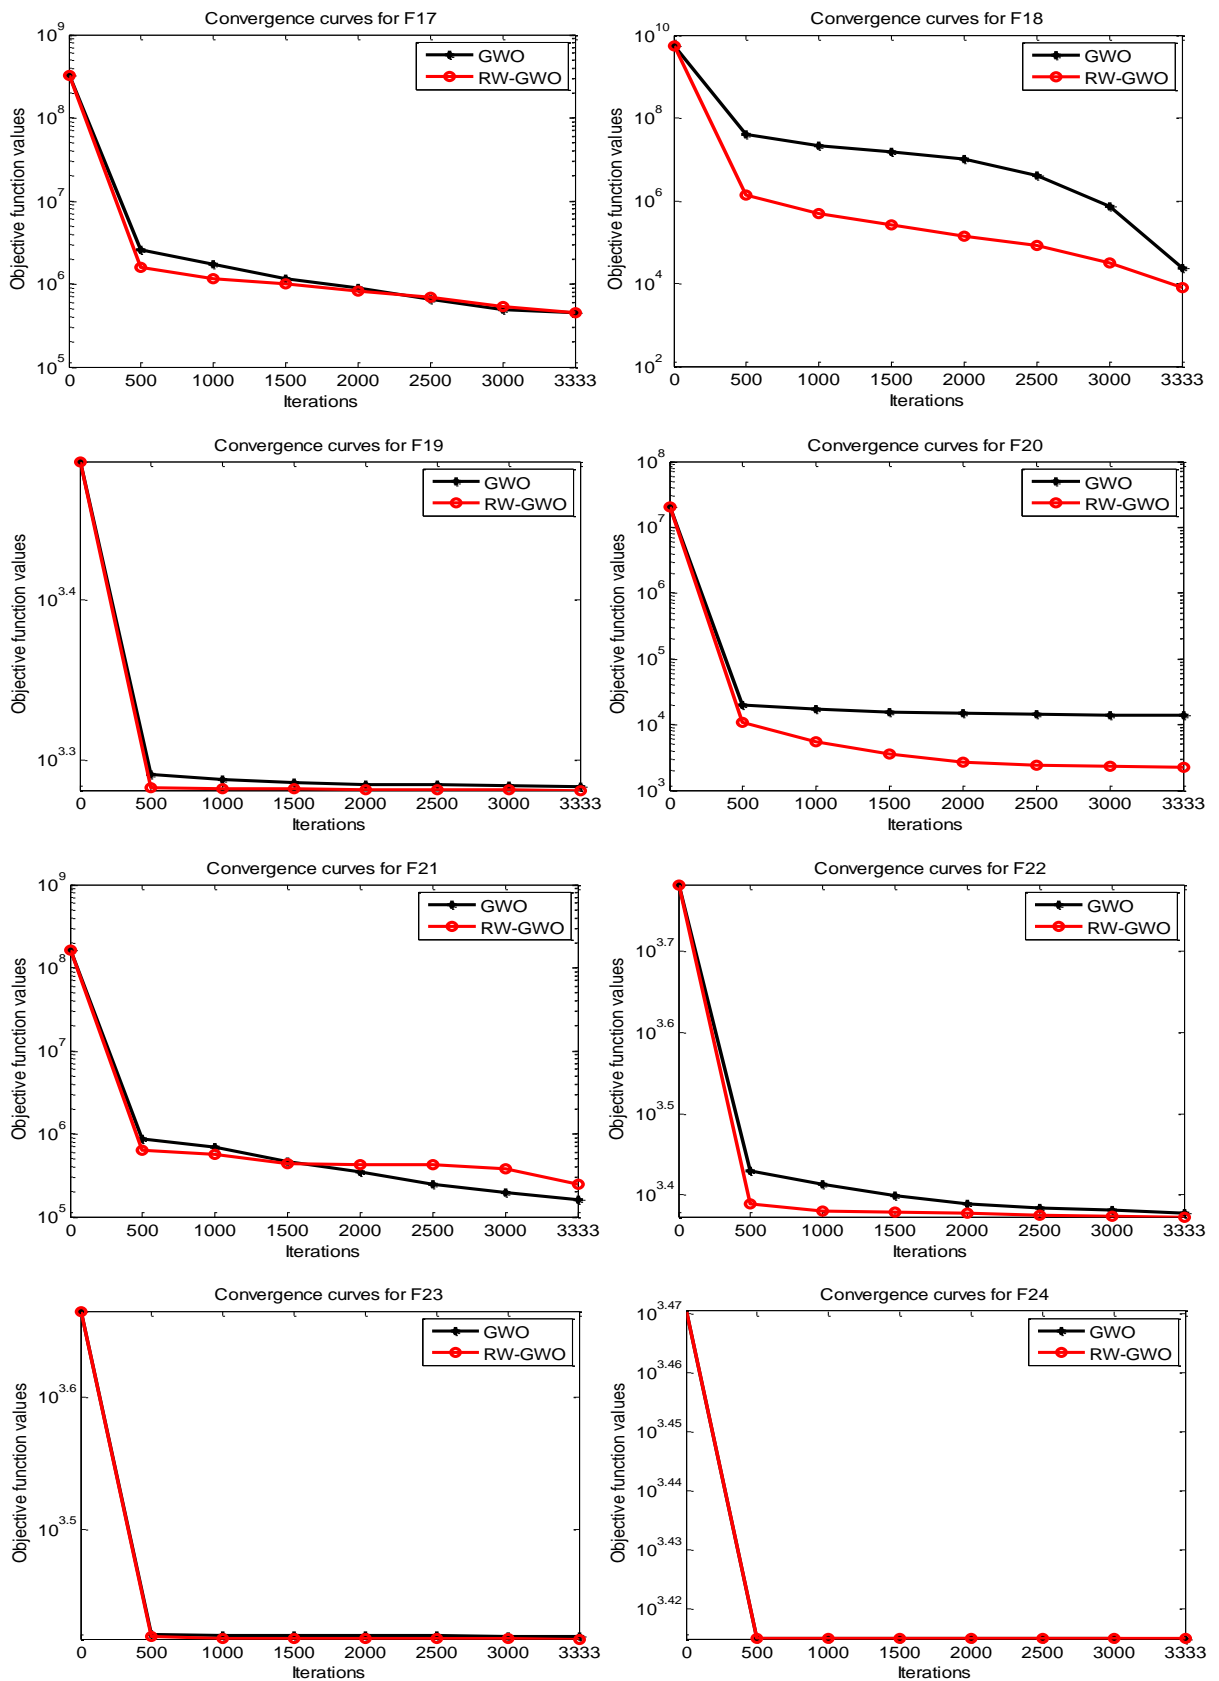 Convergence curves for F17
GWO
RW-GWO
Objective function values
10^9
10^8
10^7
10^6
10^5
0 500 1000 1500 2000 2500 3000 3333
Iterations
Convergence curves for F18
GWO
RW-GWO
Objective function values
10^10
10^8
10^6
10^4
10^2
0 500 1000 1500 2000 2500 3000 3333
Iterations
Convergence curves for F19
GWO
RW-GWO
Objective function values
10^3.4
10^3.3
0 500 1000 1500 2000 2500 3000 3333
Iterations
Convergence curves for F20
GWO
RW-GWO
Objective function values
10^8
10^7
10^6
10^5
10^4
10^3
0 500 1000 1500 2000 2500 3000 3333
Iterations
Convergence curves for F21
GWO
RW-GWO
Objective function values
10^9
10^8
10^7
10^6
10^5
0 500 1000 1500 2000 2500 3000 3333
Iterations
Convergence curves for F22
GWO
RW-GWO
Objective function values
10^3.7
10^3.6
10^3.5
10^3.4
0 500 1000 1500 2000 2500 3000 3333
Iterations
Convergence curves for F23
GWO
RW-GWO
Objective function values
10^3.6
10^3.5
0 500 1000 1500 2000 2500 3000 3333
Iterations
Convergence curves for F24
GWO
RW-GWO
Objective function values
10^3.47
10^3.46
10^3.45
10^3.44
10^3.43
10^3.42
0 500 1000 1500 2000 2500 3000 3333
Iterations